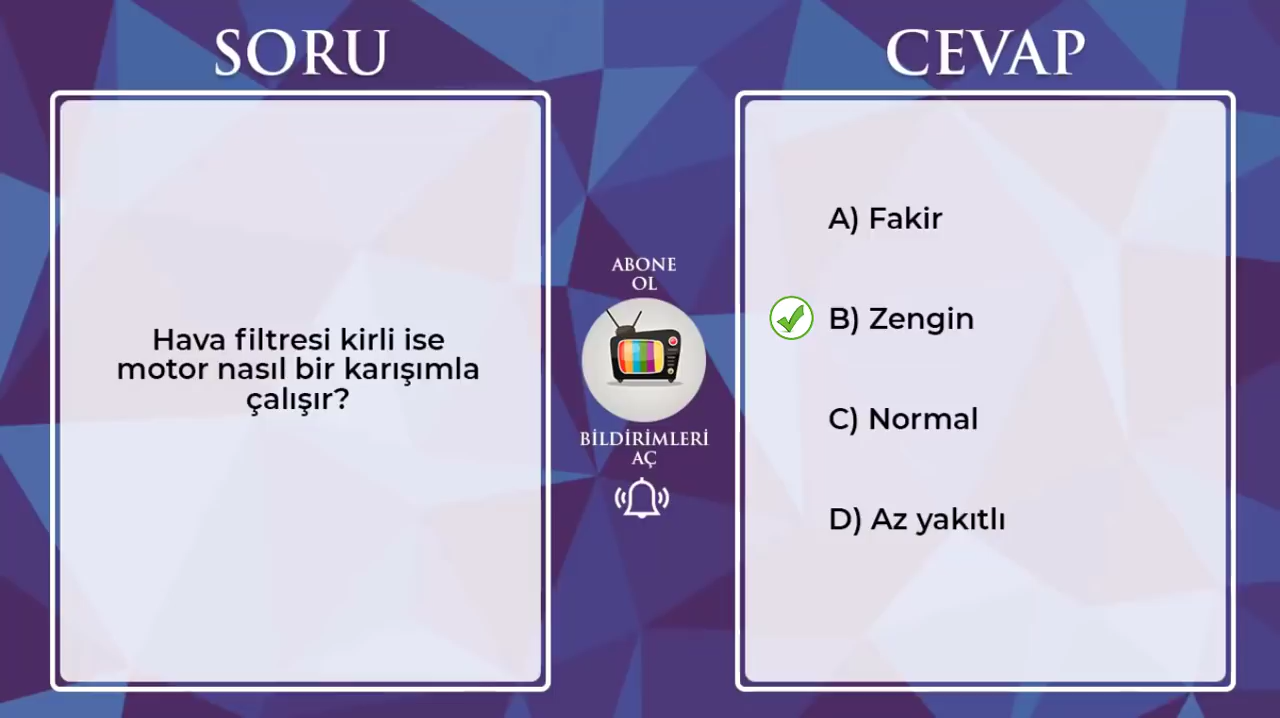 SORU
Hava filtresi kirli ise
motor nasıl bir karışımla
çalışır?
ABONE
OL
BİLDİRİMLERİ
AÇ
CEVAP
A) Fakir
B) Zengin
C) Normal
D) Az yakıtlı